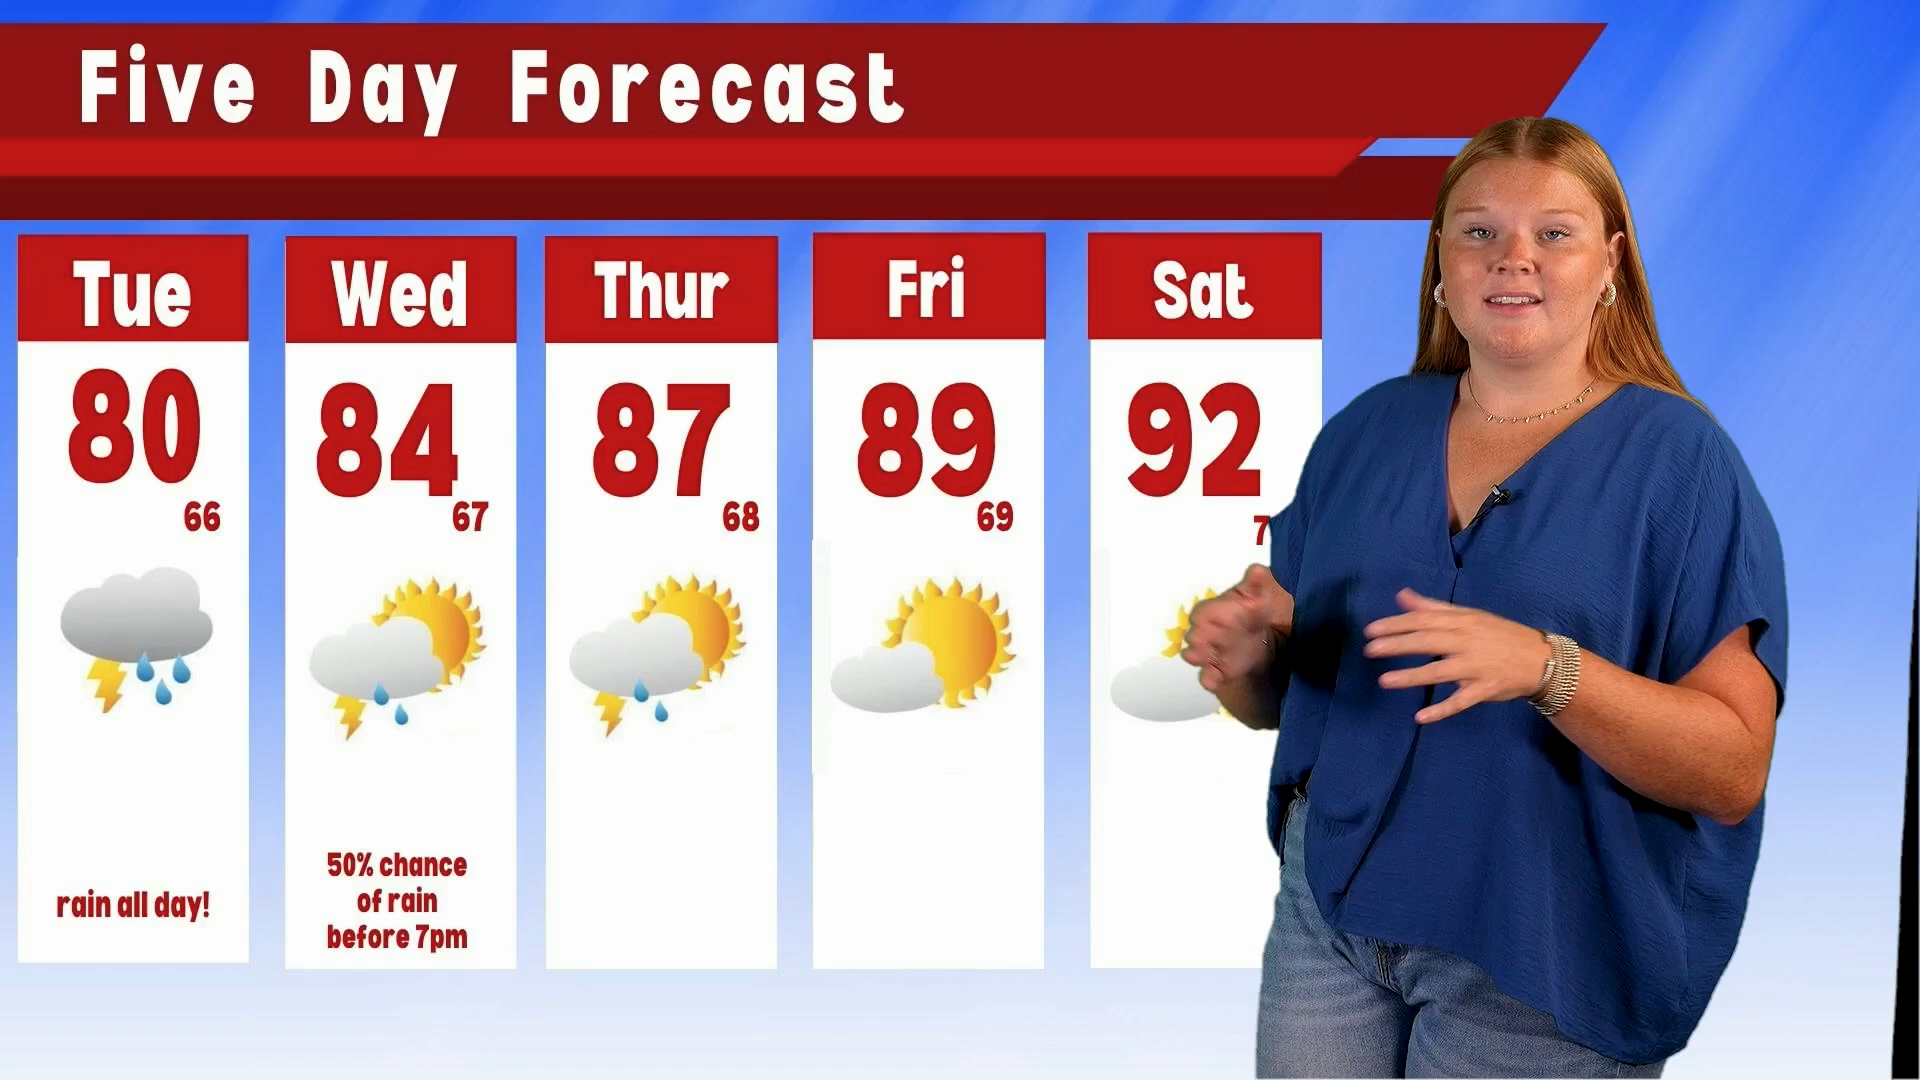 Five Day Forecast
Tue
80
66
rain all day!
Wed
84
67
50% chance
of rain
before 7pm
Thur
87
68
Fri
89
69
Sat
92
7